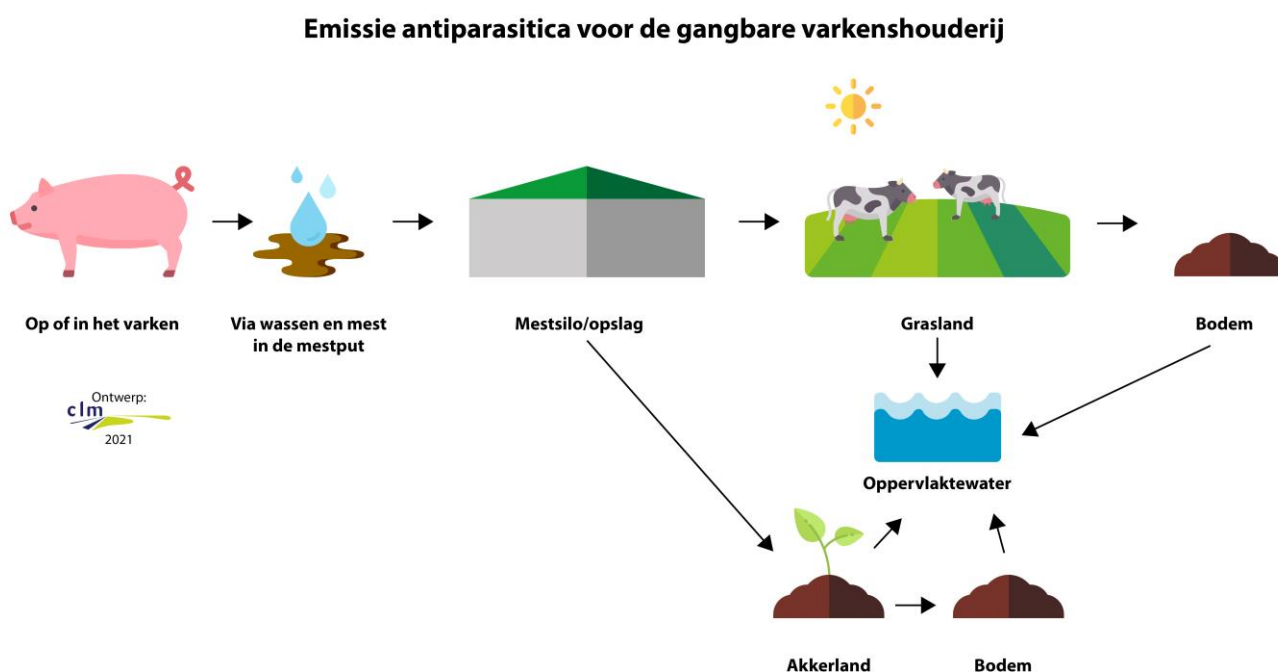 Emissie antiparasitica voor de gangbare varkenshouderij
Op of in het varken
Via wassen en mest
in de mestput
Mestsilo/opslag
Grasland
Bodem
Ontwerp:
clm
2021
Oppervlaktewater
Akkerland
Bodem